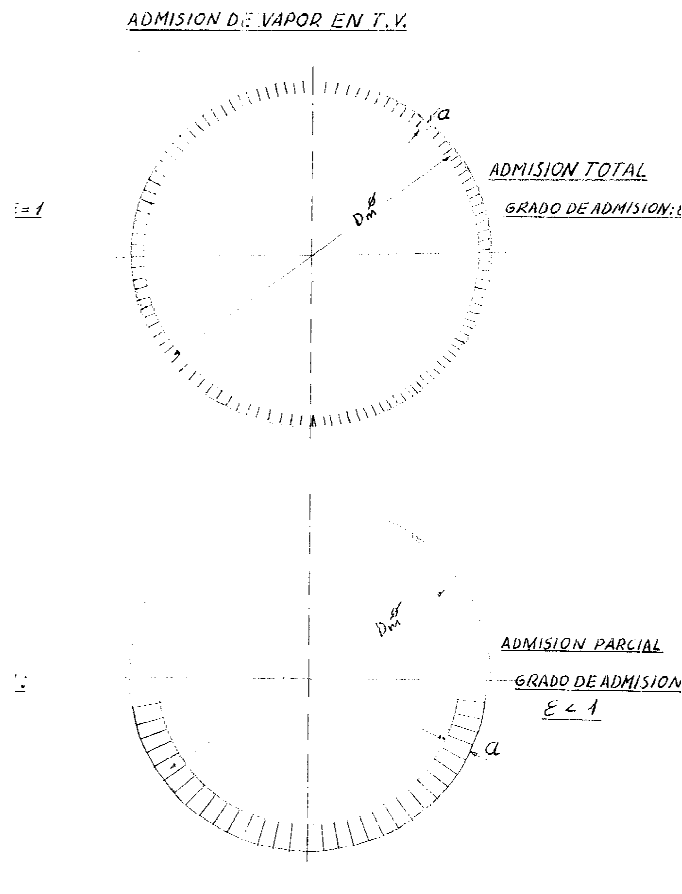 ADMISION DE VAPOR EN T.V.
a
ADMISION TOTAL
Dm ø
=1
GRADO DE ADMISION: ε
Dm ø
ADMISION PARCIAL
GRADO DE ADMISION
ε < 1
a